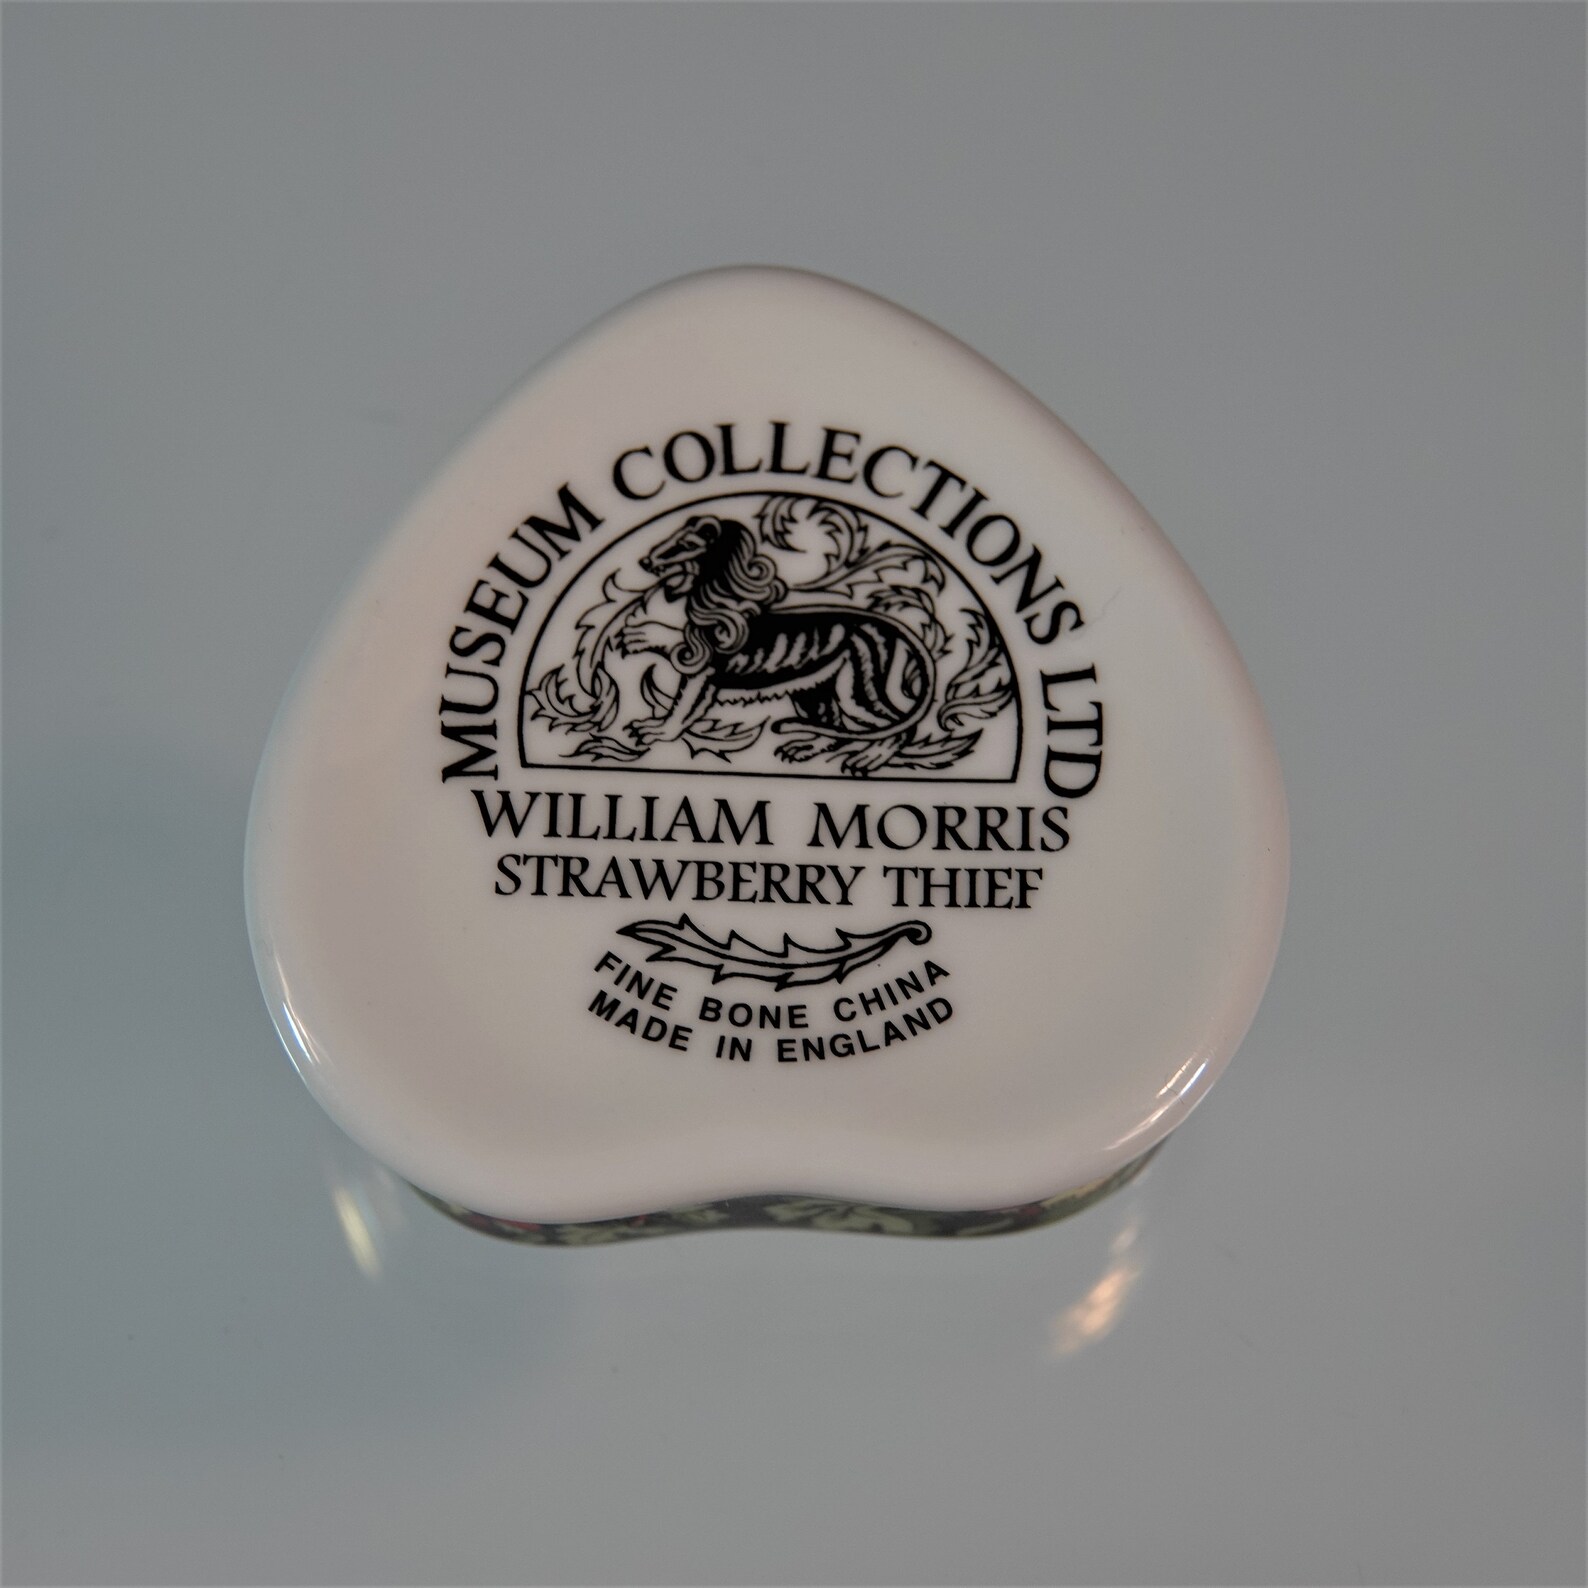 MUSEUM COLLECTIONS LTD
WILLIAM MORRIS
STRAWBERRY THIEF
FINE BONE CHINA
MADE IN ENGLAND